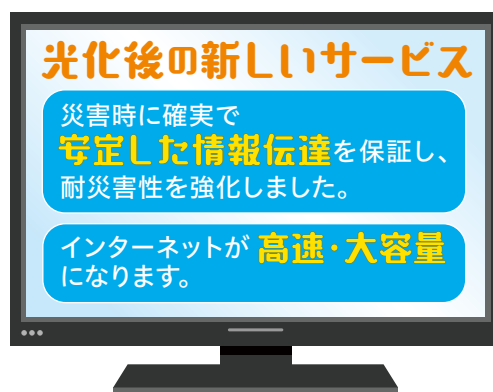 光化後の新しいサービス
災害時に確実で
安定した情報伝達を保証し、
耐災害性を強化しました。
インターネットが 高速・大容量
になります。